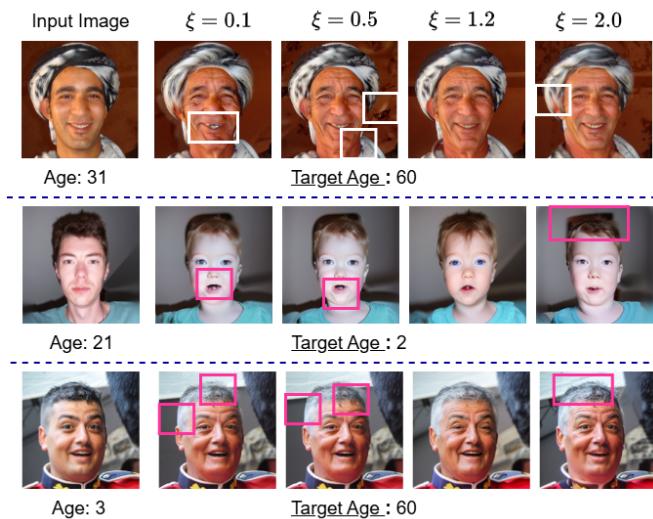 Input Image ξ = 0.1 ξ = 0.5 ξ = 1.2 ξ = 2.0
Age: 31 Target Age : 60
Age: 21 Target Age : 2
Age: 3 Target Age : 60